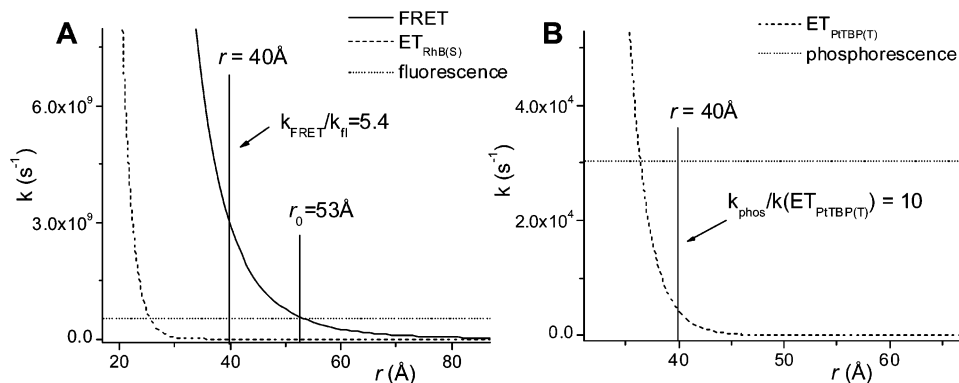 A
FRET
ET_RhB(S)
fluorescence
r = 40Å
k_FRET/k_fl=5.4
r_0=53Å
k (s^-1)
6.0x10^9
3.0x10^9
0.0
20
40
60
80
r (Å)
B
ET_PtTBP(T)
phosphorescence
r = 40Å
k_phos/k(ET_PtTBP(T)) = 10
k (s^-1)
4.0x10^4
2.0x10^4
0.0
40
50
60
r (Å)